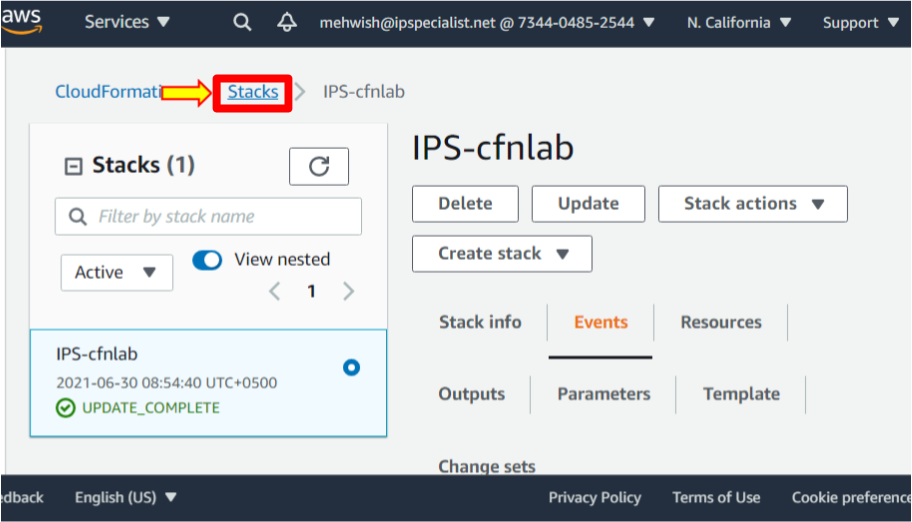 aws
Services ▼ mehwish@ipspecialist.net @ 7344-0485-2544 ▼ N. California ▼ Support ▼
CloudFormati Stacks > IPS-cfnlab
Stacks (1)
Filter by stack name
Active ▼ View nested
< 1 >
IPS-cfnlab
2021-06-30 08:54:40 UTC+0500
UPDATE_COMPLETE
IPS-cfnlab
Delete Update Stack actions ▼
Create stack ▼
Stack info Events Resources
Outputs Parameters Template
Change sets
edback English (US) ▼ Privacy Policy Terms of Use Cookie preference